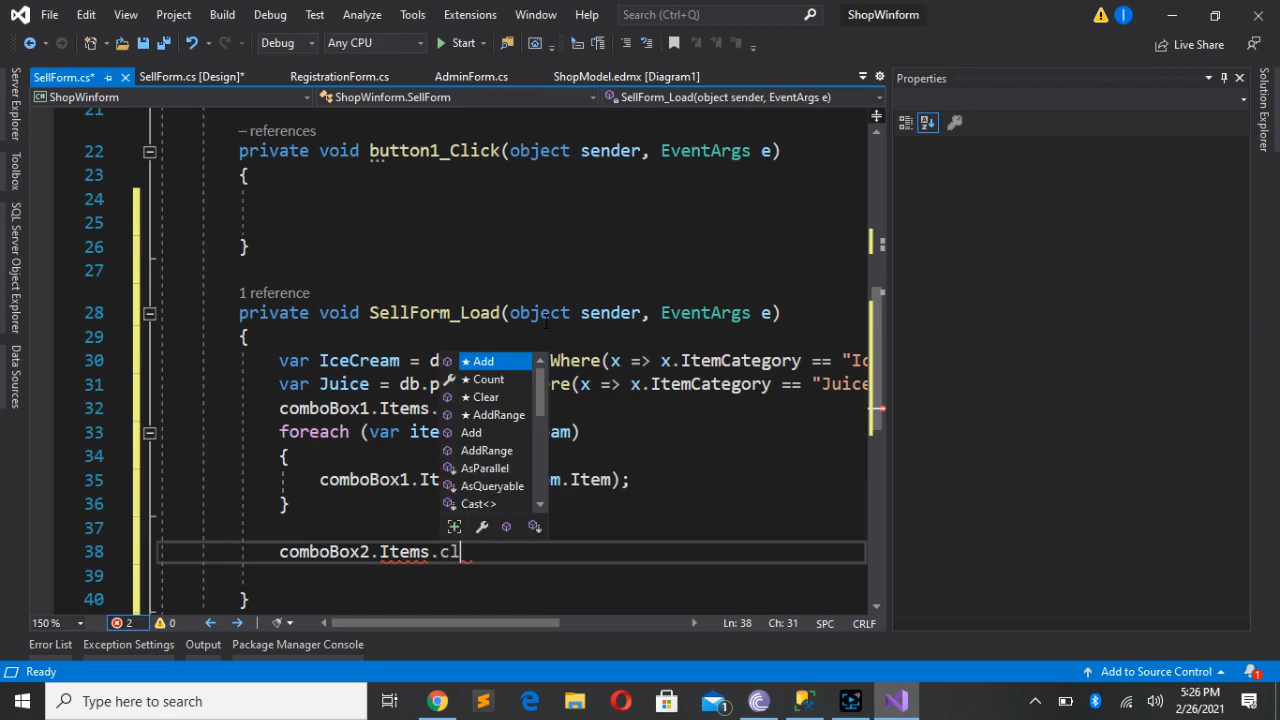 File Edit View Project Build Debug Test Analyze Tools Extensions Window Help Search (Ctrl+Q) ShopWinform
Debug Any CPU Start Live Share
SellForm.cs* SellForm.cs [Design]* RegistrationForm.cs AdminForm.cs ShopModel.edmx [Diagram1] Properties
ShopWinform ShopWinform.SellForm SellForm_Load(object sender, EventArgs e)
Server Explorer
Toolbox
SQL Server Object Explorer
Data Sources
Solution Explorer
21
– references
22 private void button1_Click(object sender, EventArgs e)
23 {
24
25
26 }
27
1 reference
28 private void SellForm_Load(object sender, EventArgs e)
29 {
30 var IceCream = d Where(x => x.ItemCategory == "Ic
31 var Juice = db.p ere(x => x.ItemCategory == "Juice
32 comboBox1.Items.
33 foreach (var ite am)
34 {
35 comboBox1.It m.Item);
36 }
37
38 comboBox2.Items.cl
39
40 }
★ Add
★ Count
★ Clear
★ AddRange
Add
AddRange
AsParallel
AsQueryable
Cast<>
150 % 2 0 Ln: 38 Ch: 31 SPC CRLF
Error List Exception Settings Output Package Manager Console
Ready Add to Source Control 1
Type here to search 1 5:26 PM
2/26/2021